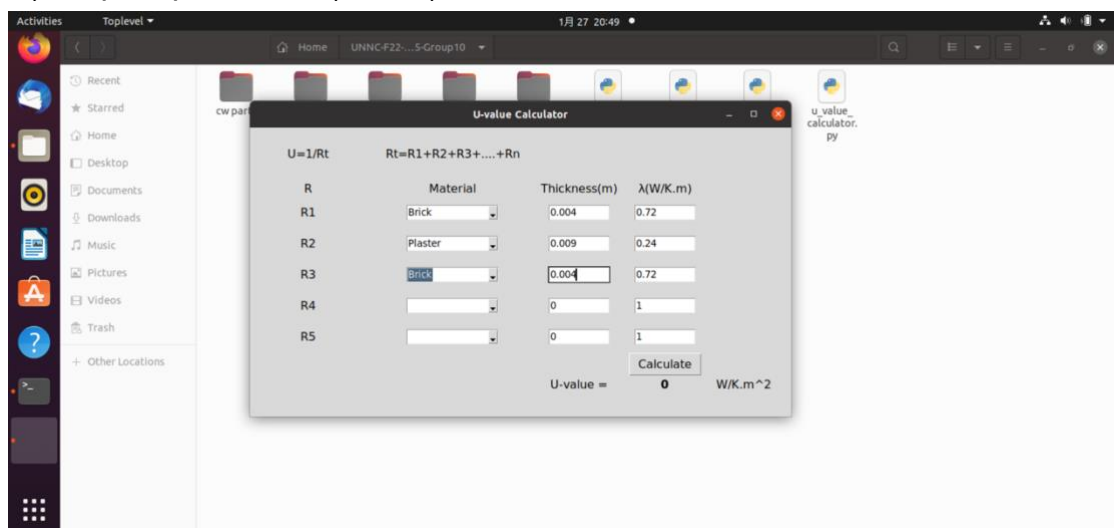 Activities Toplevel 1月 27 20:49
Home UNNC-F22-...5-Group10
Recent
Starred
Home
Desktop
Documents
Downloads
Music
Pictures
Videos
Trash
+ Other Locations
cw par
u_value_
calculator.
py
U-value Calculator
U=1/Rt Rt=R1+R2+R3+....+Rn
R Material Thickness(m) λ(W/K.m)
R1 Brick 0.004 0.72
R2 Plaster 0.009 0.24
R3 Brick 0.004 0.72
R4 0 1
R5 0 1
Calculate
U-value = 0 W/K.m^2